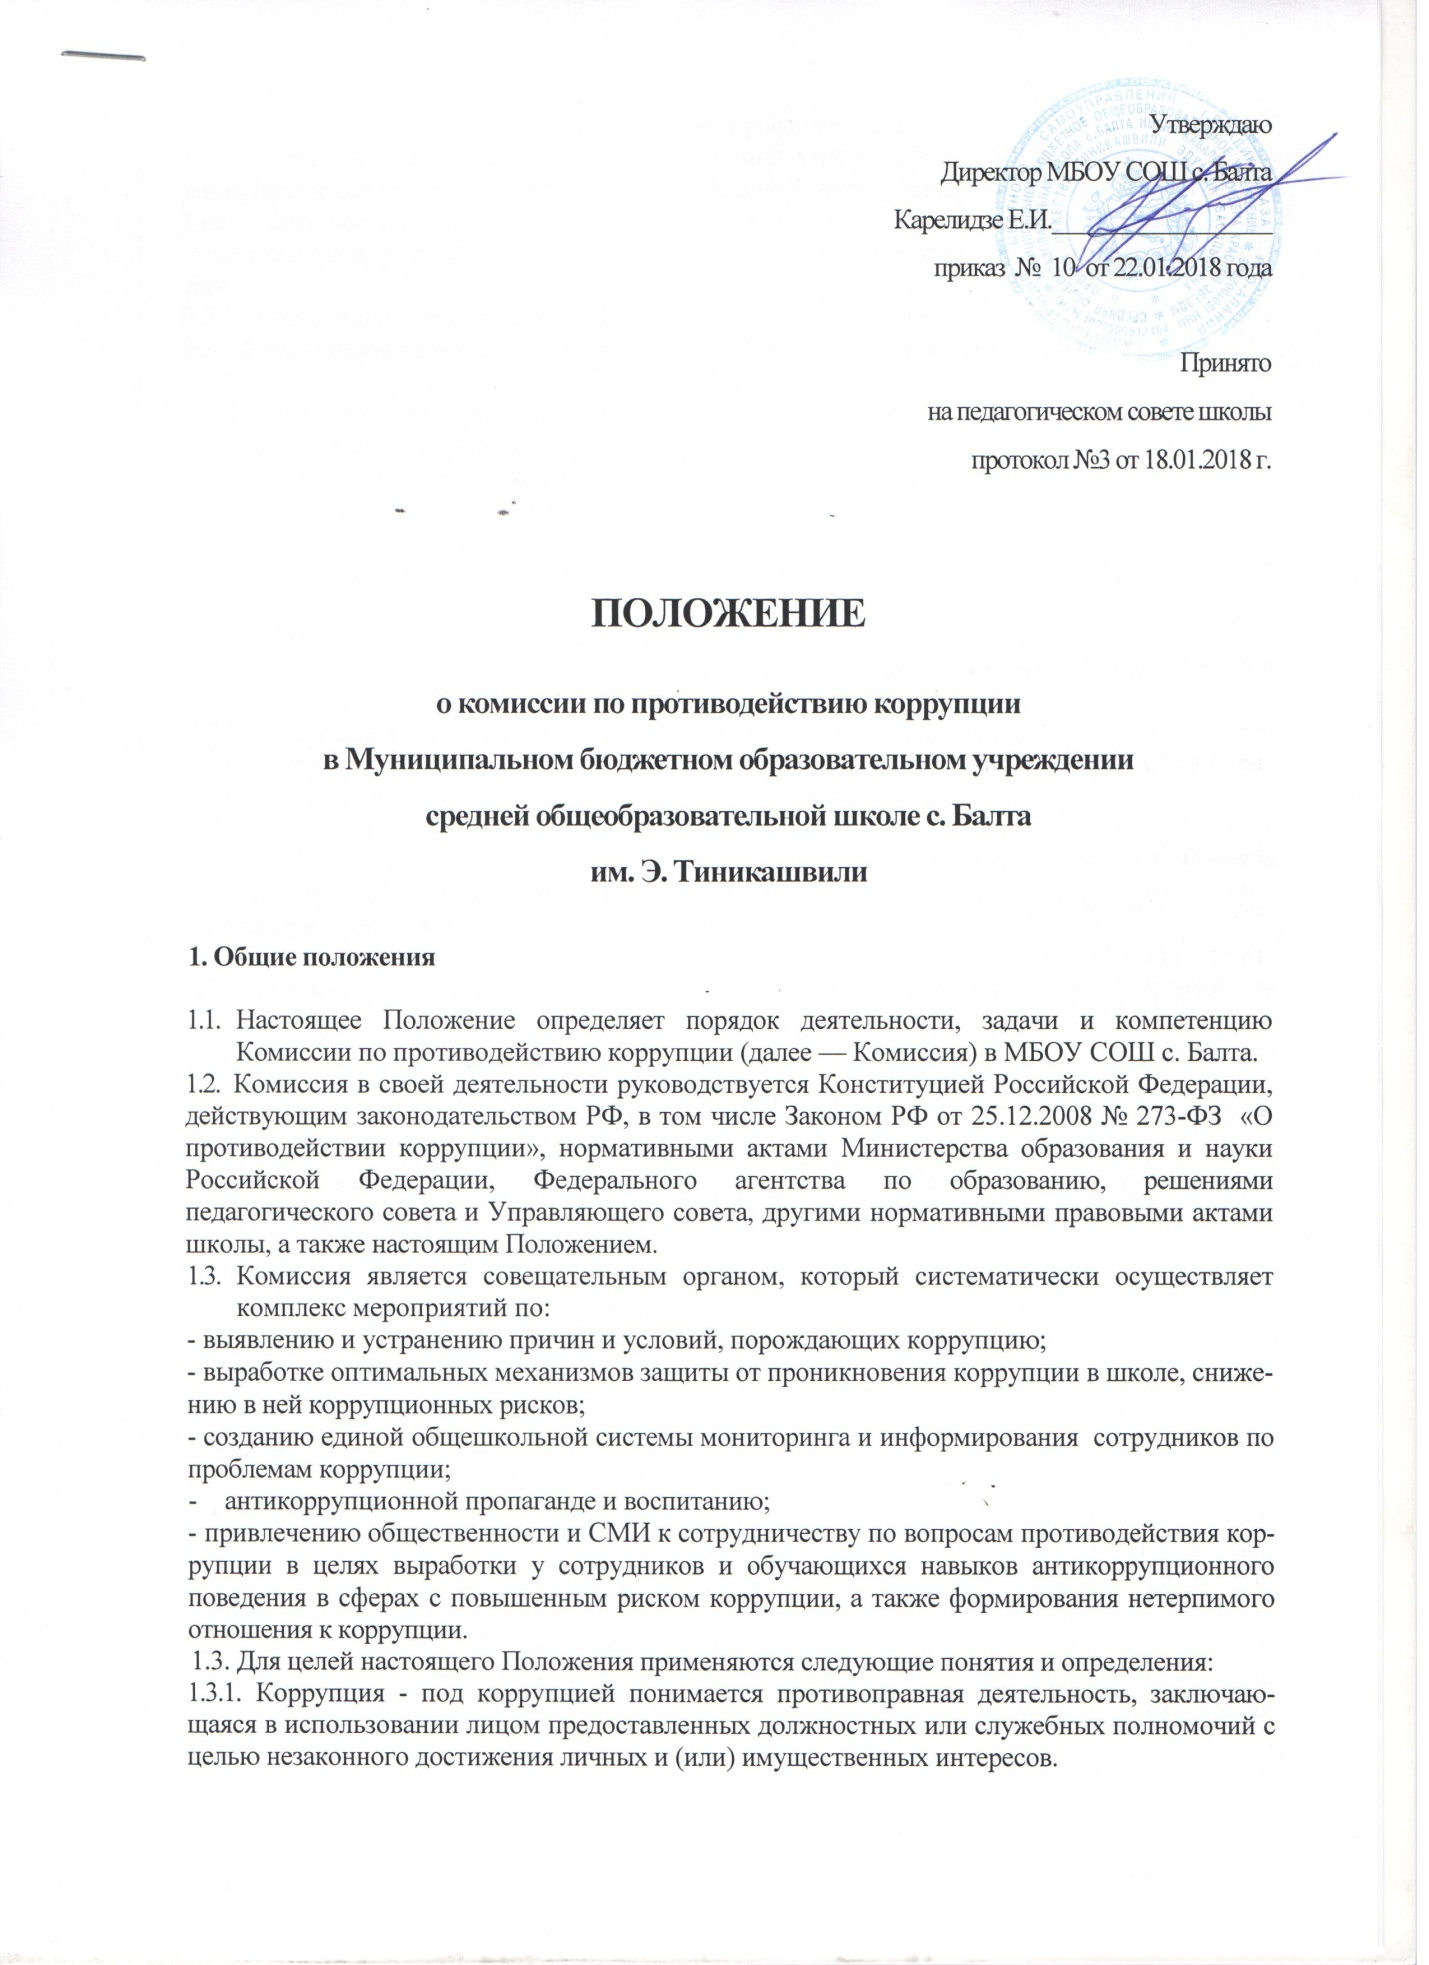 Утверждаю
Директор МБОУ СОШ с. Балта
Карелидзе Е.И.________________
приказ № 10 от 22.01.2018 года
Принято
на педагогическом совете школы
протокол №3 от 18.01.2018 г.
ПОЛОЖЕНИЕ
о комиссии по противодействию коррупции
в Муниципальном бюджетном образовательном учреждении
средней общеобразовательной школе с. Балта
им. Э. Тиникашвили
1. Общие положения
1.1. Настоящее Положение определяет порядок деятельности, задачи и компетенцию
Комиссии по противодействию коррупции (далее — Комиссия) в МБОУ СОШ с. Балта.
1.2. Комиссия в своей деятельности руководствуется Конституцией Российской Федерации,
действующим законодательством РФ, в том числе Законом РФ от 25.12.2008 № 273-ФЗ «О
противодействии коррупции», нормативными актами Министерства образования и науки
Российской Федерации, Федерального агентства по образованию, решениями
педагогического совета и Управляющего совета, другими нормативными правовыми актами
школы, а также настоящим Положением.
1.3. Комиссия является совещательным органом, который систематически осуществляет
комплекс мероприятий по:
- выявлению и устранению причин и условий, порождающих коррупцию;
- выработке оптимальных механизмов защиты от проникновения коррупции в школе, сниже-
нию в ней коррупционных рисков;
- созданию единой общешкольной системы мониторинга и информирования сотрудников по
проблемам коррупции;
- антикоррупционной пропаганде и воспитанию;
- привлечению общественности и СМИ к сотрудничеству по вопросам противодействия кор-
рупции в целях выработки у сотрудников и обучающихся навыков антикоррупционного
поведения в сферах с повышенным риском коррупции, а также формирования нетерпимого
отношения к коррупции.
1.3. Для целей настоящего Положения применяются следующие понятия и определения:
1.3.1. Коррупция - под коррупцией понимается противоправная деятельность, заключаю-
щаяся в использовании лицом предоставленных должностных или служебных полномочий с
целью незаконного достижения личных и (или) имущественных интересов.